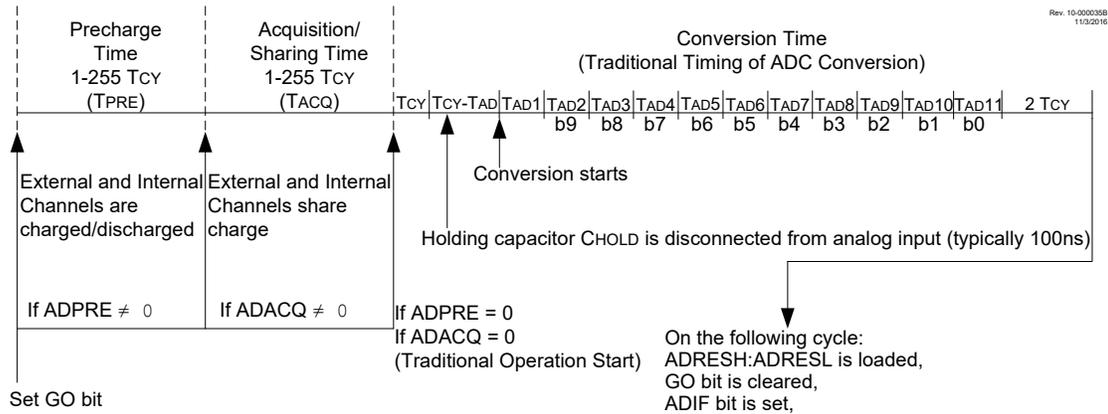 Rev. 10-000035B
11/3/2016
Precharge
Time
1-255 TCY
(TPRE)
Acquisition/
Sharing Time
1-255 TCY
(TACQ)
Conversion Time
(Traditional Timing of ADC Conversion)
TCY TCY-TAD TAD1 TAD2 TAD3 TAD4 TAD5 TAD6 TAD7 TAD8 TAD9 TAD10 TAD11 2 TCY
b9 b8 b7 b6 b5 b4 b3 b2 b1 b0
Conversion starts
External and Internal
Channels are
charged/discharged
External and Internal
Channels share
charge
Holding capacitor CHOLD is disconnected from analog input (typically 100ns)
If ADPRE ≠ 0
If ADACQ ≠ 0
If ADPRE = 0
If ADACQ = 0
(Traditional Operation Start)
On the following cycle:
ADRESH:ADRESL is loaded,
GO bit is cleared,
ADIF bit is set,
Set GO bit